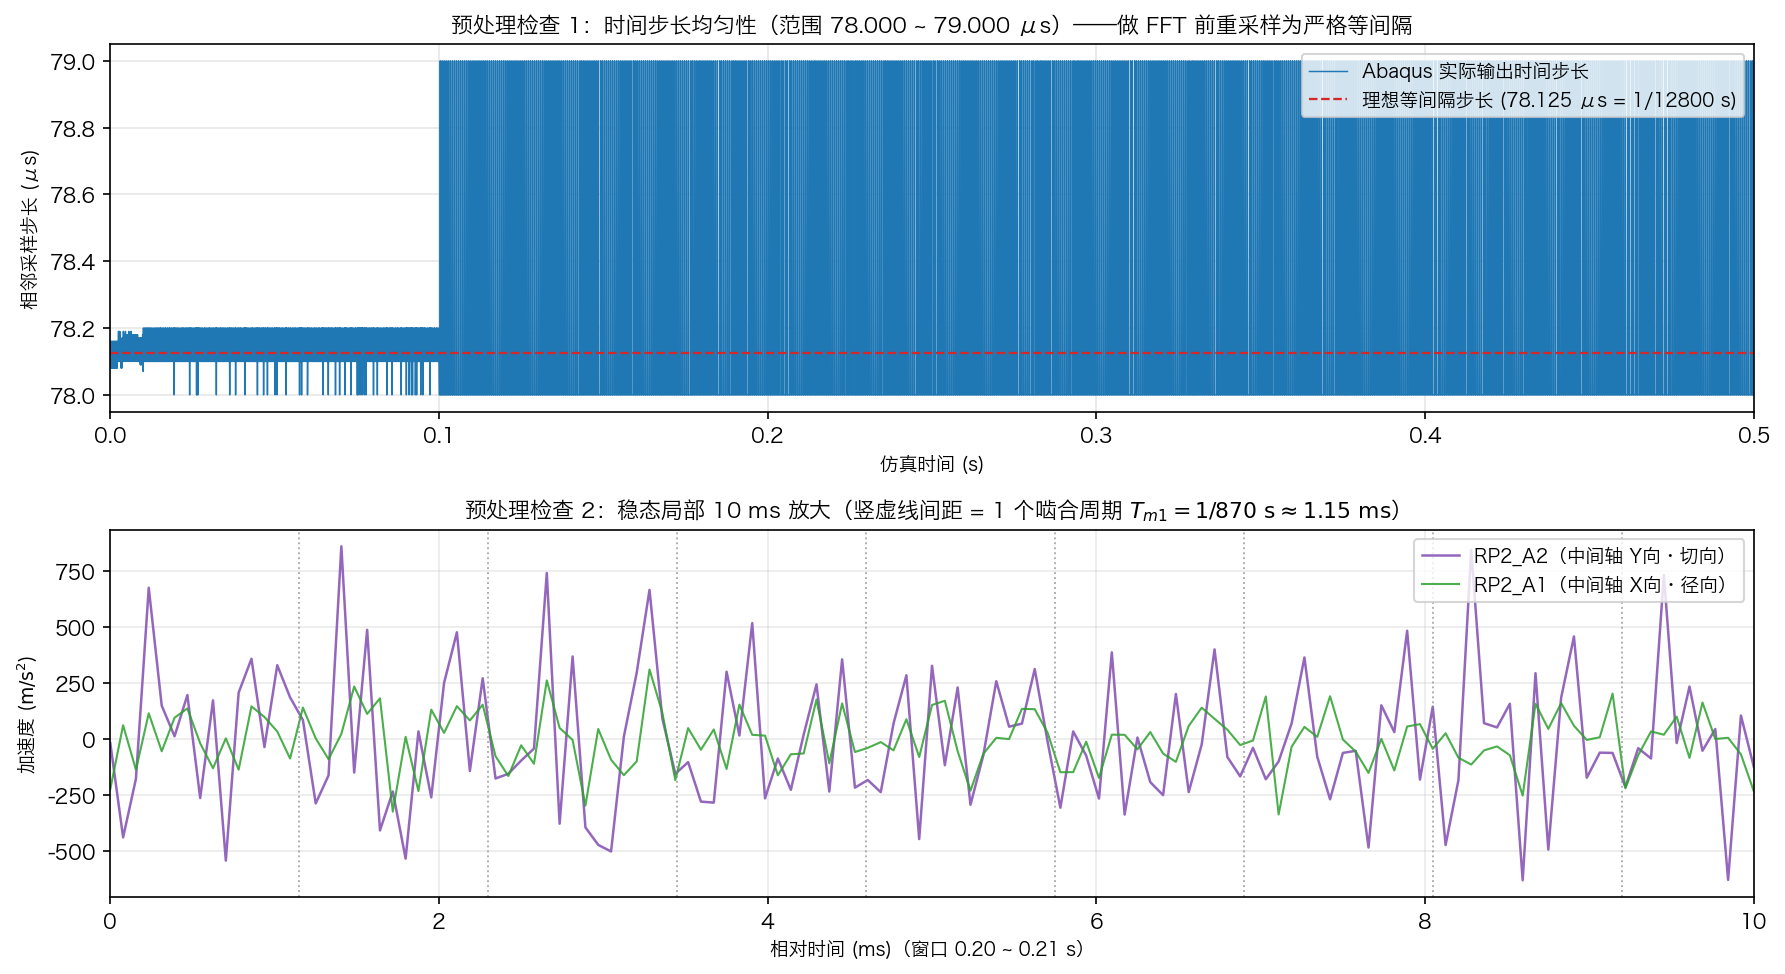 预处理检查 1：时间步长均匀性（范围 78.000 ~ 79.000 μs）——做 FFT 前重采样为严格等间隔
79.0
78.8
78.6
78.4
78.2
78.0
相邻采样步长 (μs)
Abaqus 实际输出时间步长
理想等间隔步长 (78.125 μs = 1/12800 s)
0.0 0.1 0.2 0.3 0.4 0.5
仿真时间 (s)
预处理检查 2：稳态局部 10 ms 放大（竖虚线间距 = 1 个啮合周期 Tm1 = 1/870 s ≈ 1.15 ms）
750
500
250
0
-250
-500
加速度 (m/s²)
RP2_A2（中间轴 Y向・切向）
RP2_A1（中间轴 X向・径向）
0 2 4 6 8 10
相对时间 (ms)（窗口 0.20 ~ 0.21 s）